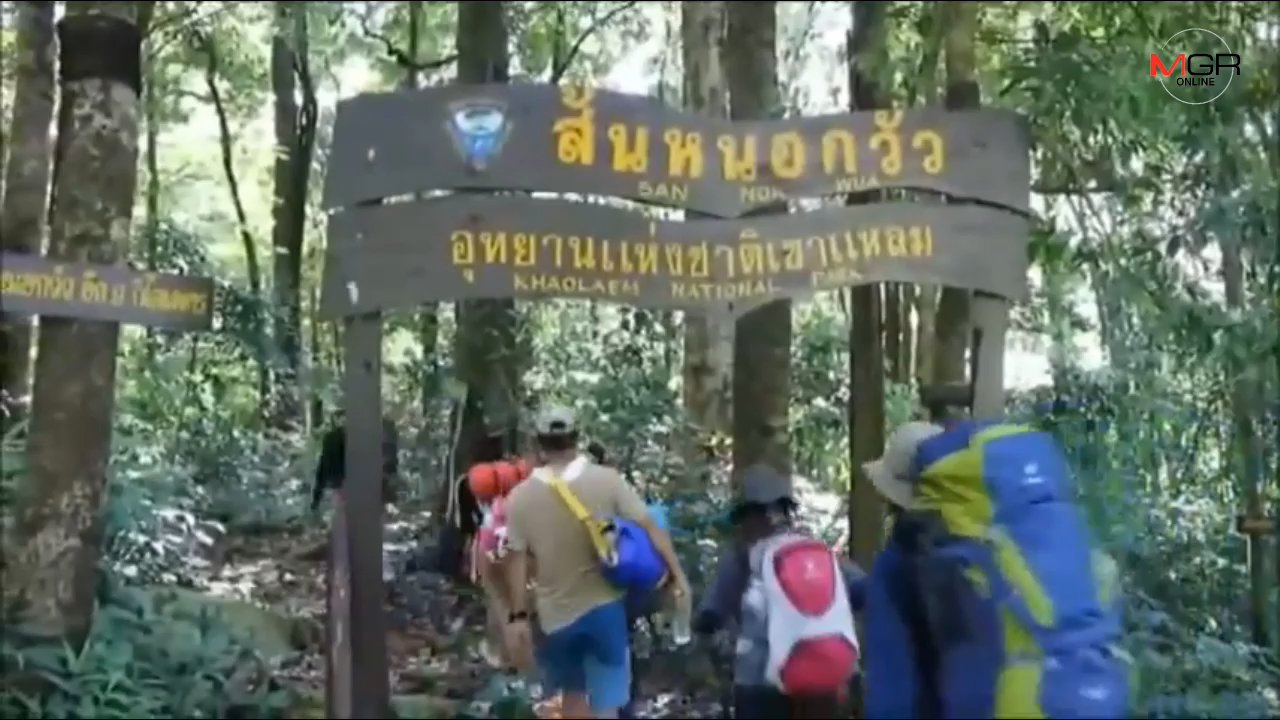 MGR
ONLINE
สันหนอกวัว
SAN NOK WUA
อุทยานแห่งชาติเขาแหลม
KHAOLAEM NATIONAL PARK